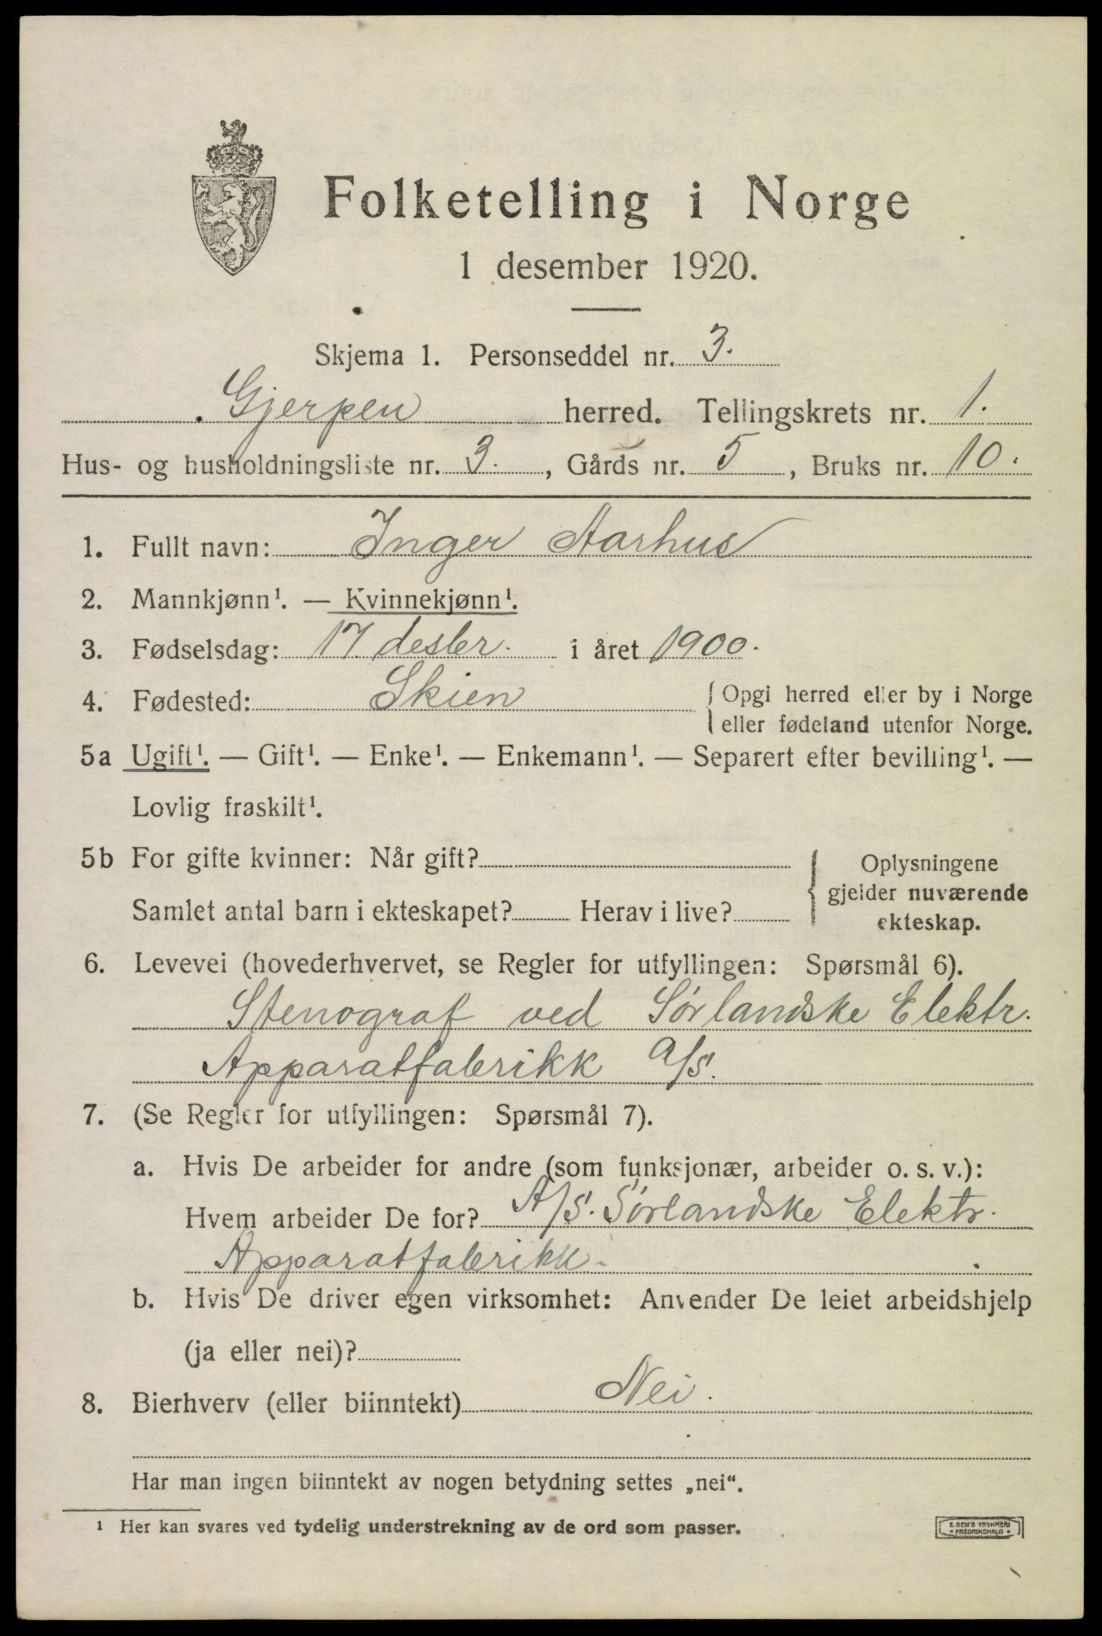 Folketelling i Norge
1 desember 1920.
Skjema 1. Personseddel nr. 3.
Gjerpen herred. Tellingskrets nr. 1.
Hus- og husholdningsliste nr. 3., Gårds nr. 5, Bruks nr. 10.
1. Fullt navn: Inger Aarhus
2. Mannkjønn¹. — Kvinnekjønn¹.
3. Fødselsdag: 17 desbr. i året 1900.
4. Fødested: Skien { Opgi herred eller by i Norge
eller fødeland utenfor Norge.
5a Ugift¹. — Gift¹. — Enke¹. — Enkemann¹. — Separert efter bevilling¹. —
Lovlig fraskilt¹.
5b For gifte kvinner: Når gift? { Oplysningene
gjelder nuværende
ekteskap.
Samlet antal barn i ekteskapet? Herav i live?
6. Levevei (hovederhvervet, se Regler for utfyllingen: Spørsmål 6).
Stenograf ved Sørlandske Elektr.
Apparatfabrikk A/S.
7. (Se Regler for utfyllingen: Spørsmål 7).
a. Hvis De arbeider for andre (som funksjonær, arbeider o. s. v.):
Hvem arbeider De for? A/S. Sørlandske Elektr.
Apparatfabrikk.
b. Hvis De driver egen virksomhet: Anvender De leiet arbeidshjelp
(ja eller nei)?
8. Bierhverv (eller biinntekt) Nei.
Har man ingen biinntekt av nogen betydning settes „nei“.
¹ Her kan svares ved tydelig understrekning av de ord som passer.
E. SEM'S TRYKKERI
FREDRIKSHALD